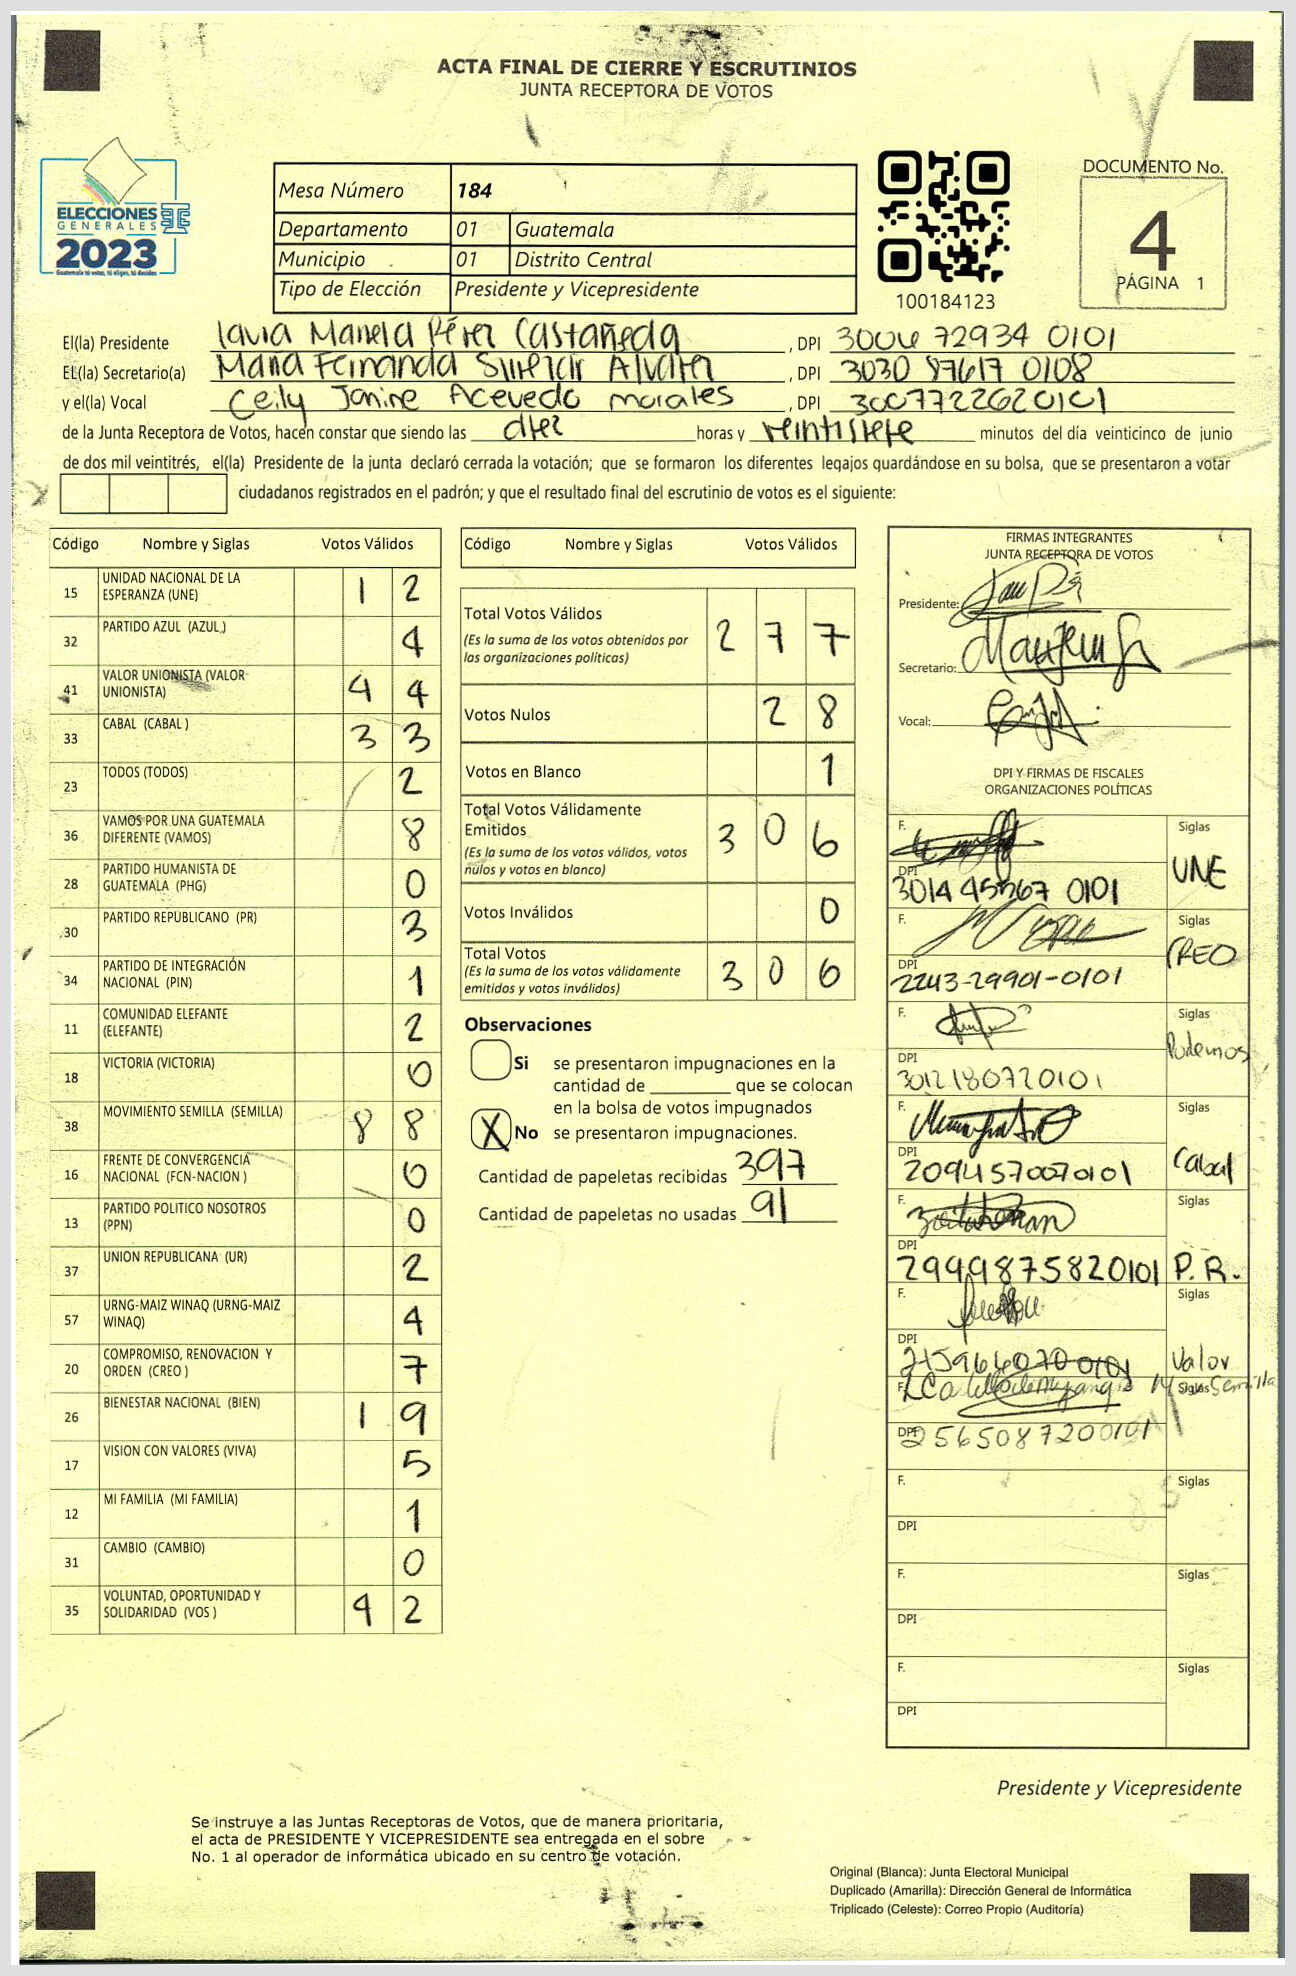 ACTA FINAL DE CIERRE Y ESCRUTINIOS
JUNTA RECEPTORA DE VOTOS
ELECCIONES
GENERALES
2023
Guatemala tú votas, tú eliges, tú decides
Mesa Número 184
Departamento 01 Guatemala
Municipio 01 Distrito Central
Tipo de Elección Presidente y Vicepresidente
100184123
DOCUMENTO No.
4
PÁGINA 1
El(la) Presidente Pérez Castañeda, DPI 3006 72934 0101
EL(la) Secretario(a) Maria Fernanda, DPI 3030 87617 0108
y el(la) Vocal Ceily Janine Acevedo morales, DPI 3007722620101
de la Junta Receptora de Votos, hacen constar que siendo las diez horas y veintisiete minutos del día veinticinco de junio
de dos mil veintitrés, el(la) Presidente de la junta declaró cerrada la votación; que se formaron los diferentes legajos guardándose en su bolsa, que se presentaron a votar
ciudadanos registrados en el padrón; y que el resultado final del escrutinio de votos es el siguiente:
Código Nombre y Siglas Votos Válidos
15 UNIDAD NACIONAL DE LA ESPERANZA (UNE) 1 2
32 PARTIDO AZUL (AZUL) 4
41 VALOR UNIONISTA (VALOR UNIONISTA) 4 4
33 CABAL (CABAL ) 3 3
23 TODOS (TODOS) 2
36 VAMOS POR UNA GUATEMALA DIFERENTE (VAMOS) 8
28 PARTIDO HUMANISTA DE GUATEMALA (PHG) 0
30 PARTIDO REPUBLICANO (PR) 3
34 PARTIDO DE INTEGRACIÓN NACIONAL (PIN) 1
11 COMUNIDAD ELEFANTE (ELEFANTE) 2
18 VICTORIA (VICTORIA) 0
38 MOVIMIENTO SEMILLA (SEMILLA) 8 8
16 FRENTE DE CONVERGENCIA NACIONAL (FCN-NACION ) 0
13 PARTIDO POLITICO NOSOTROS (PPN) 0
37 UNION REPUBLICANA (UR) 2
57 URNG-MAIZ WINAQ (URNG-MAIZ WINAQ) 4
20 COMPROMISO, RENOVACION Y ORDEN (CREO ) 7
26 BIENESTAR NACIONAL (BIEN) 1 9
17 VISION CON VALORES (VIVA) 5
12 MI FAMILIA (MI FAMILIA) 1
31 CAMBIO (CAMBIO) 0
35 VOLUNTAD, OPORTUNIDAD Y SOLIDARIDAD (VOS ) 4 2
Código Nombre y Siglas Votos Válidos
Total Votos Válidos 2 7 7
(Es la suma de los votos obtenidos por
las organizaciones políticas)
Votos Nulos 2 8
Votos en Blanco 1
Total Votos Válidamente
Emitidos 3 0 6
(Es la suma de los votos válidos, votos
nulos y votos en blanco)
Votos Inválidos 0
Total Votos 3 0 6
(Es la suma de los votos válidamente
emitidos y votos inválidos)
Observaciones
Si se presentaron impugnaciones en la
cantidad de ________ que se colocan
en la bolsa de votos impugnados
X No se presentaron impugnaciones.
Cantidad de papeletas recibidas 397
Cantidad de papeletas no usadas 91
FIRMAS INTEGRANTES
JUNTA RECEPTORA DE VOTOS
Presidente:
Secretario:
Vocal:
DPI Y FIRMAS DE FISCALES
ORGANIZACIONES POLÍTICAS
F. Siglas UNE
DPI 0101
F. Siglas CREO
DPI 2243-29901-0101
F. Siglas Podemos
DPI 3012180720101
F. Siglas Cabal
DPI 2094570070101
F. Siglas P.R.
DPI 2999875820101
F. Siglas Valor
DPI
F. Siglas Semilla
DPI 2565087200101
F. Siglas
DPI
F. Siglas
DPI
F. Siglas
DPI
Presidente y Vicepresidente
Se instruye a las Juntas Receptoras de Votos, que de manera prioritaria,
el acta de PRESIDENTE Y VICEPRESIDENTE sea entregada en el sobre
No. 1 al operador de informática ubicado en su centro de votación.
Original (Blanca): Junta Electoral Municipal
Duplicado (Amarilla): Dirección General de Informática
Triplicado (Celeste): Correo Propio (Auditoría)